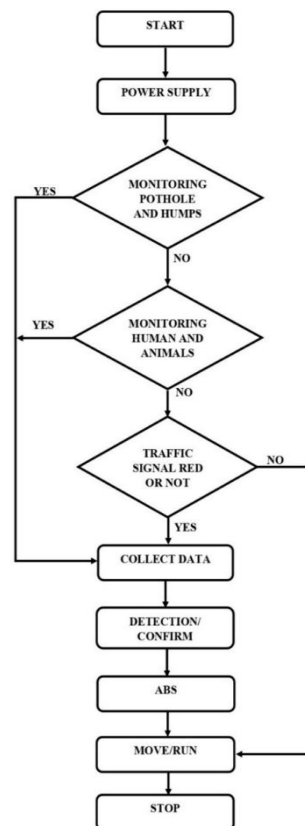 START
POWER SUPPLY
MONITORING
POTHOLE
AND HUMPS
YES
NO
MONITORING
HUMAN AND
ANIMALS
YES
NO
TRAFFIC
SIGNAL RED
OR NOT
NO
YES
COLLECT DATA
DETECTION/
CONFIRM
ABS
MOVE/RUN
STOP